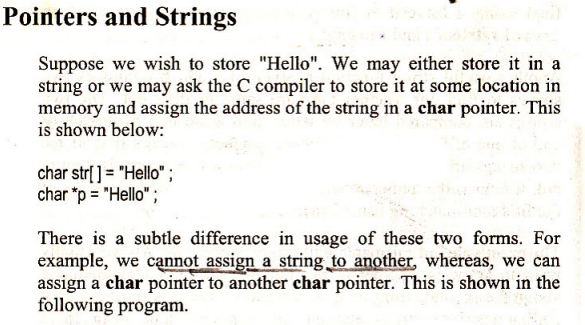 Pointers and Strings
Suppose we wish to store "Hello". We may either store it in a
string or we may ask the C compiler to store it at some location in
memory and assign the address of the string in a char pointer. This
is shown below:
char str[ ] = "Hello" ;
char *p = "Hello" ;
There is a subtle difference in usage of these two forms. For
example, we cannot assign a string to another, whereas, we can
assign a char pointer to another char pointer. This is shown in the
following program.